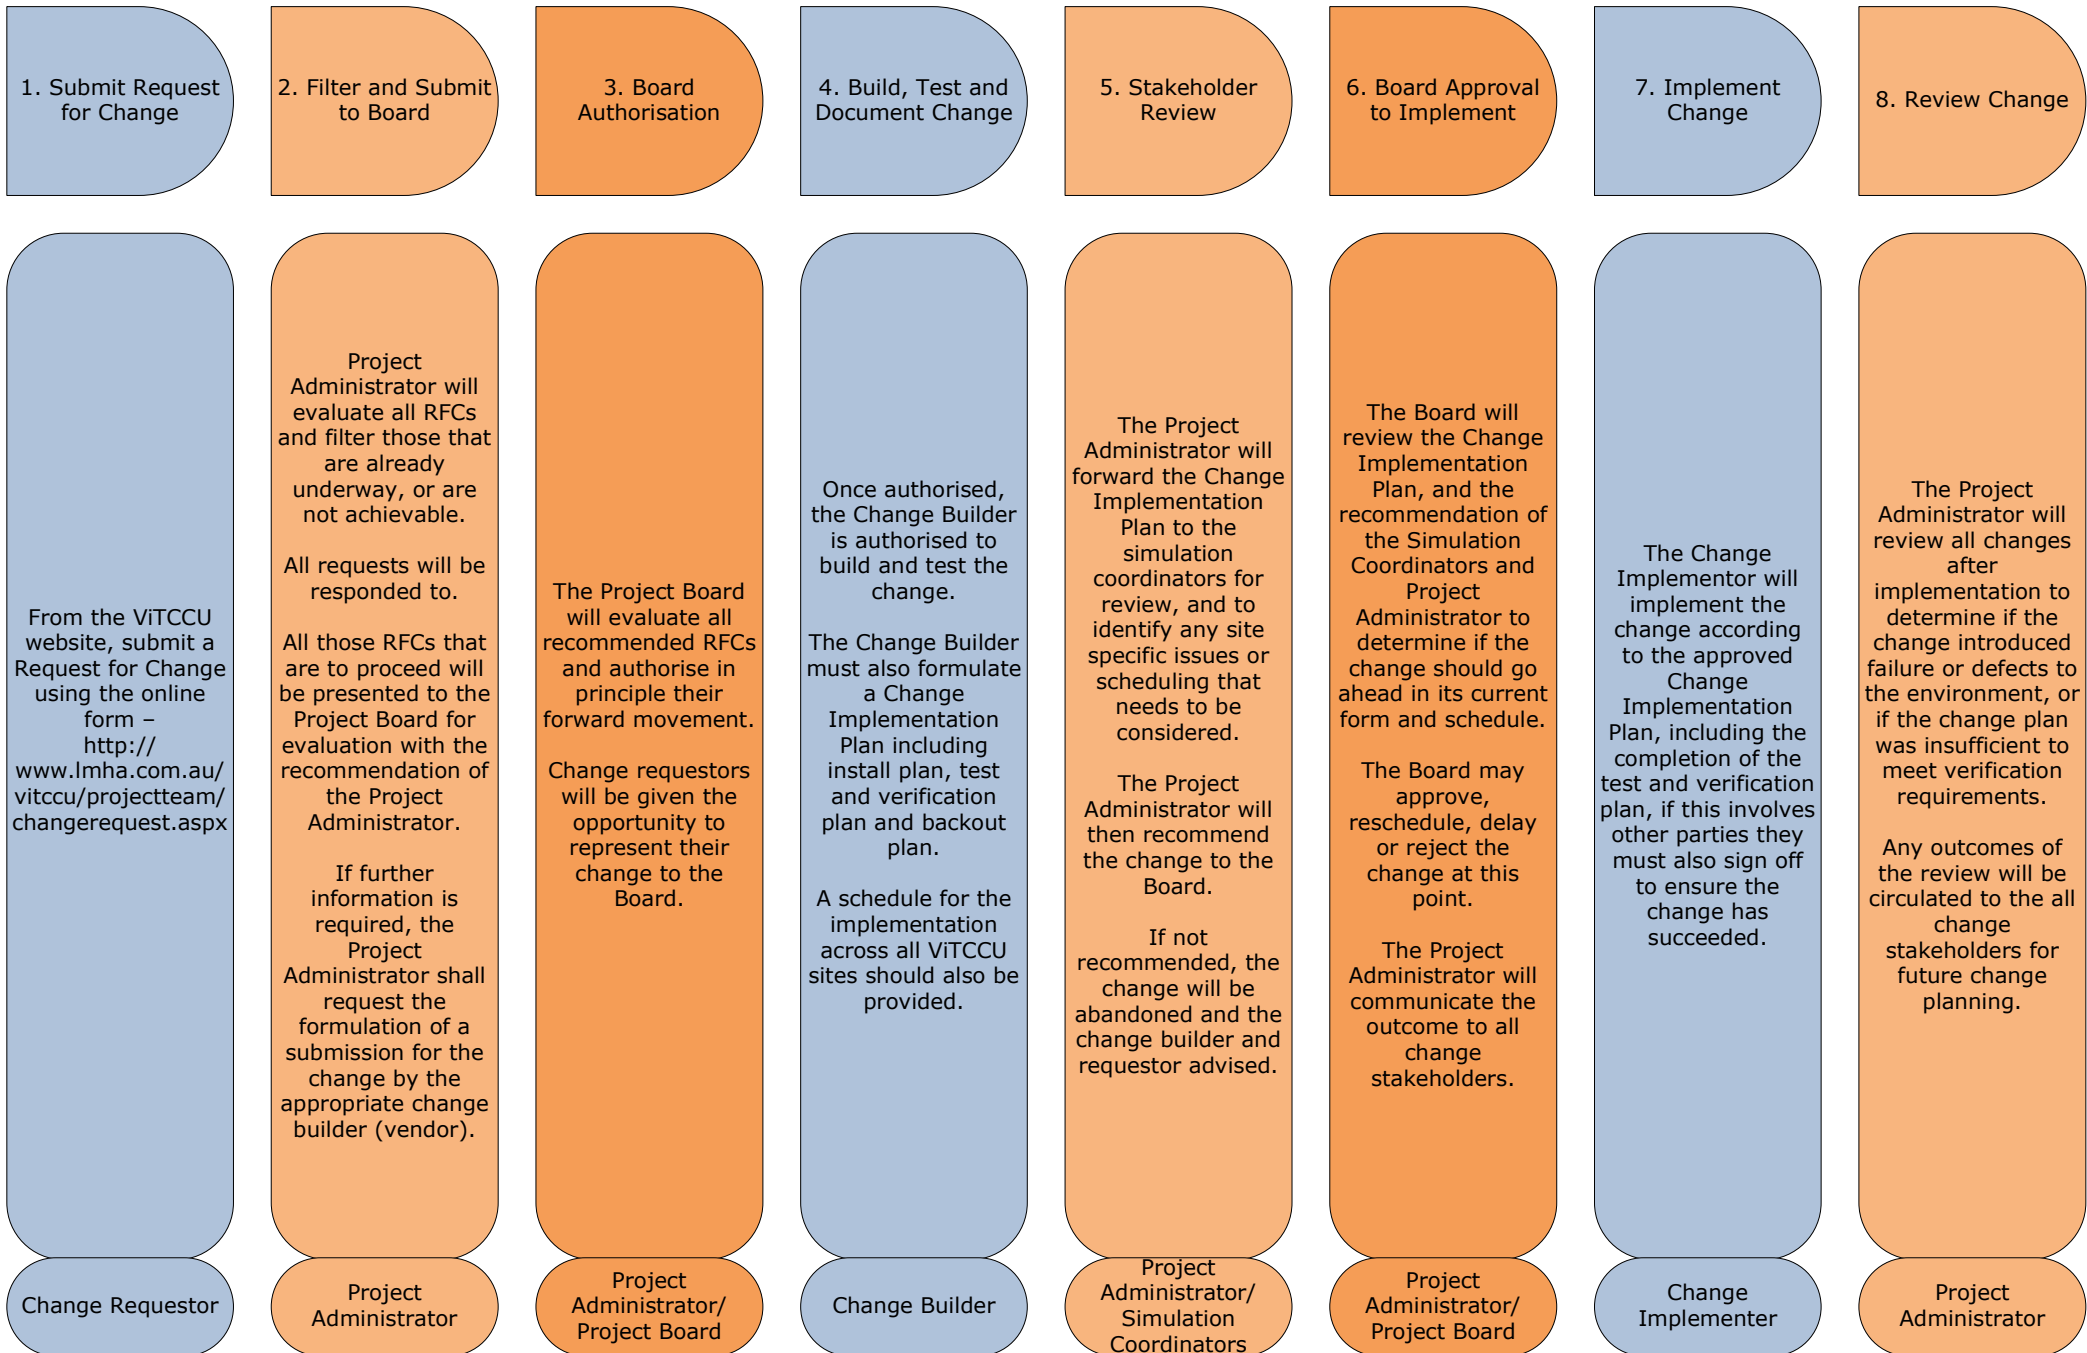 1. Submit Request
for Change
2. Filter and Submit
to Board
3. Board
Authorisation
4. Build, Test and
Document Change
5. Stakeholder
Review
6. Board Approval
to Implement
7. Implement
Change
8. Review Change
From the ViTCCU
website, submit a
Request for Change
using the online
form –
http://
www.lmha.com.au/
vitccu/projectteam/
changerequest.aspx
Project
Administrator will
evaluate all RFCs
and filter those that
are already
underway, or are
not achievable.
All requests will be
responded to.
All those RFCs that
are to proceed will
be presented to the
Project Board for
evaluation with the
recommendation of
the Project
Administrator.
If further
information is
required, the
Project
Administrator shall
request the
formulation of a
submission for the
change by the
appropriate change
builder (vendor).
The Project Board
will evaluate all
recommended RFCs
and authorise in
principle their
forward movement.
Change requestors
will be given the
opportunity to
represent their
change to the
Board.
Once authorised,
the Change Builder
is authorised to
build and test the
change.
The Change Builder
must also formulate
a Change
Implementation
Plan including
install plan, test
and verification
plan and backout
plan.
A schedule for the
implementation
across all ViTCCU
sites should also be
provided.
The Project
Administrator will
forward the Change
Implementation
Plan to the
simulation
coordinators for
review, and to
identify any site
specific issues or
scheduling that
needs to be
considered.
The Project
Administrator will
then recommend
the change to the
Board.
If not
recommended, the
change will be
abandoned and the
change builder and
requestor advised.
The Board will
review the Change
Implementation
Plan, and the
recommendation of
the Simulation
Coordinators and
Project
Administrator to
determine if the
change should go
ahead in its current
form and schedule.
The Board may
approve,
reschedule, delay
or reject the
change at this
point.
The Project
Administrator will
communicate the
outcome to all
change
stakeholders.
The Change
Implementor will
implement the
change according
to the approved
Change
Implementation
Plan, including the
completion of the
test and verification
plan, if this involves
other parties they
must also sign off
to ensure the
change has
succeeded.
The Project
Administrator will
review all changes
after
implementation to
determine if the
change introduced
failure or defects to
the environment, or
if the change plan
was insufficient to
meet verification
requirements.
Any outcomes of
the review will be
circulated to the all
change
stakeholders for
future change
planning.
Change Requestor
Project
Administrator
Project
Administrator/
Project Board
Change Builder
Project
Administrator/
Simulation
Coordinators
Project
Administrator/
Project Board
Change
Implementer
Project
Administrator